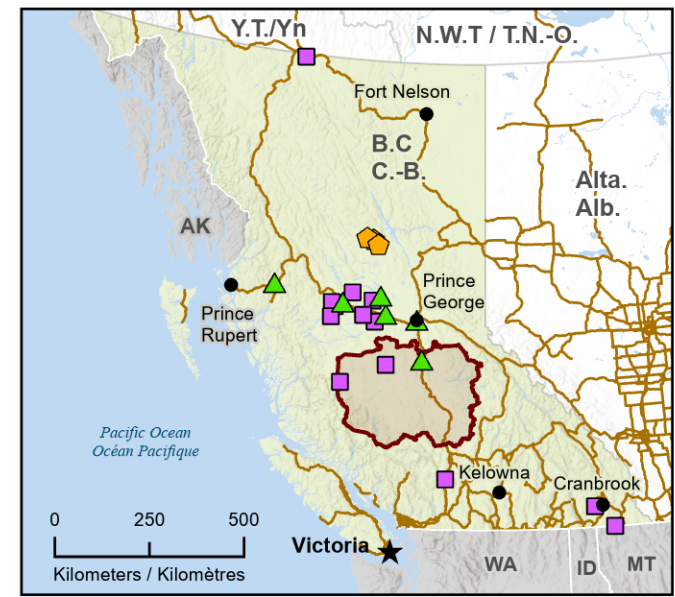 Y.T./Yn
N.W.T / T.N.-O.
Fort Nelson
B.C
C.-B.
Alta.
Alb.
AK
Prince
George
Prince
Rupert
Pacific Ocean
Océan Pacifique
Kelowna
Cranbrook
0 250 500
Kilometers / Kilomètres
Victoria
WA
ID
MT